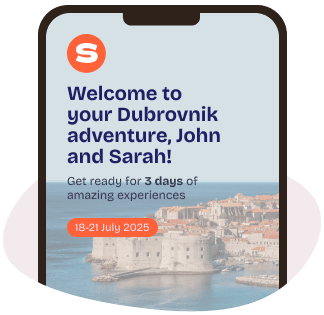 S
Welcome to
your Dubrovnik
adventure, John
and Sarah!
Get ready for 3 days of
amazing experiences
18-21 July 2025